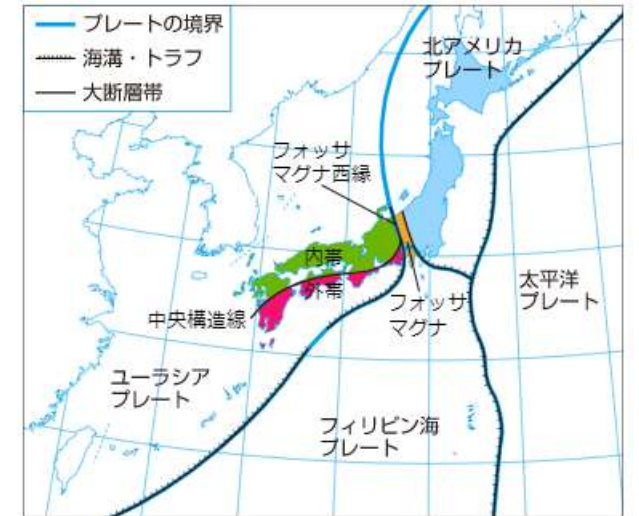 プレートの境界
海溝・トラフ
大断層帯
北アメリカ
プレート
フォッサ
マグナ西縁
内帯
外帯
フォッサ
マグナ
太平洋
プレート
中央構造線
ユーラシア
プレート
フィリピン海
プレート